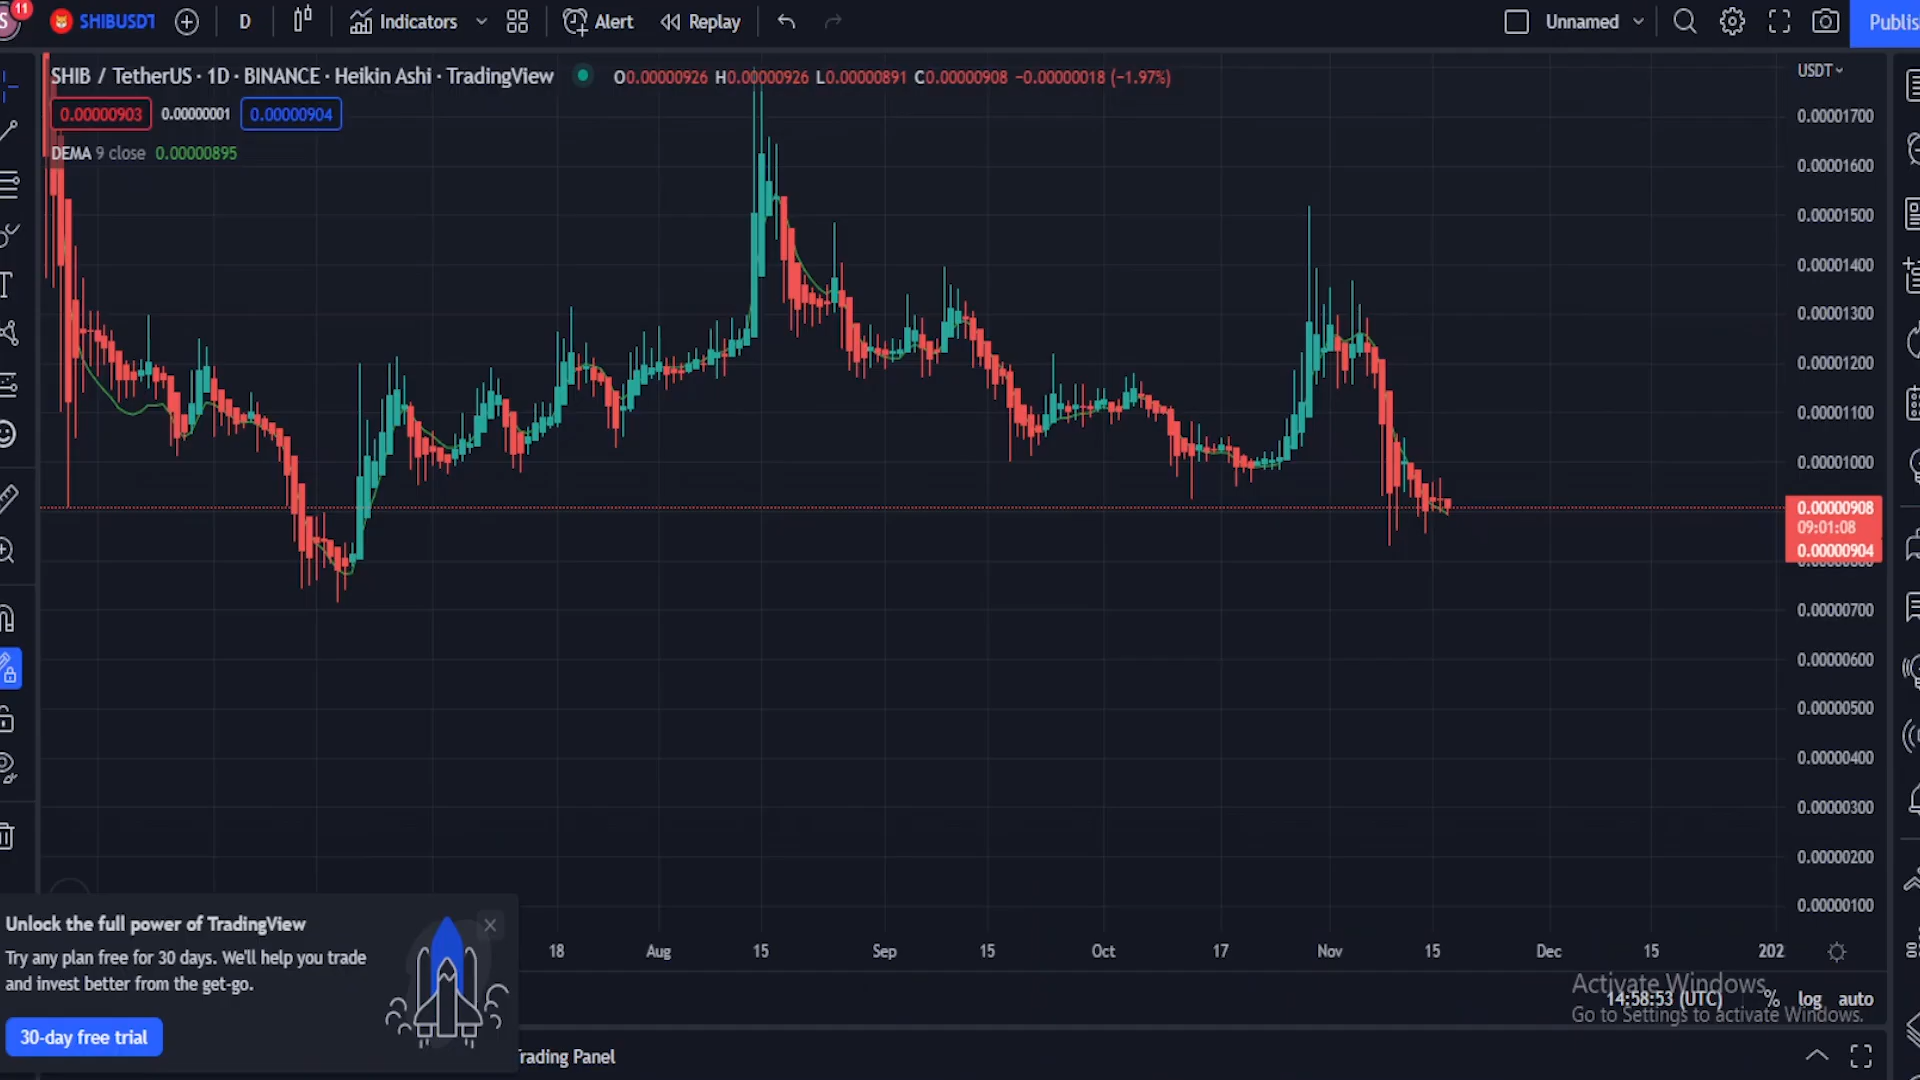 11
SHIBUSDT
D
Indicators
Alert
Replay
Unnamed
Publis
SHIB / TetherUS · 1D · BINANCE · Heikin Ashi · TradingView
O0.00000926 H0.00000926 L0.00000891 C0.00000908 −0.00000018 (−1.97%)
USDT
0.00000903 0.00000001 0.00000904
DEMA 9 close 0.00000895
0.00001700
0.00001600
0.00001500
0.00001400
0.00001300
0.00001200
0.00001100
0.00001000
0.00000908
09:01:08
0.00000904
0.00000700
0.00000600
0.00000500
0.00000400
0.00000300
0.00000200
0.00000100
18 Aug 15 Sep 15 Oct 17 Nov 15 Dec 15 202
Unlock the full power of TradingView
Try any plan free for 30 days. We'll help you trade
and invest better from the get-go.
30-day free trial
14:58:53 (UTC) % log auto
Activate Windows
Go to Settings to activate Windows.
Trading Panel